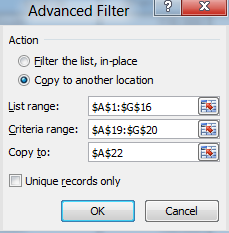 Advanced Filter
?
Action
Filter the list, in-place
Copy to another location
List range: $A$1:$G$16
Criteria range: $A$19:$G$20
Copy to: $A$22
Unique records only
OK Cancel